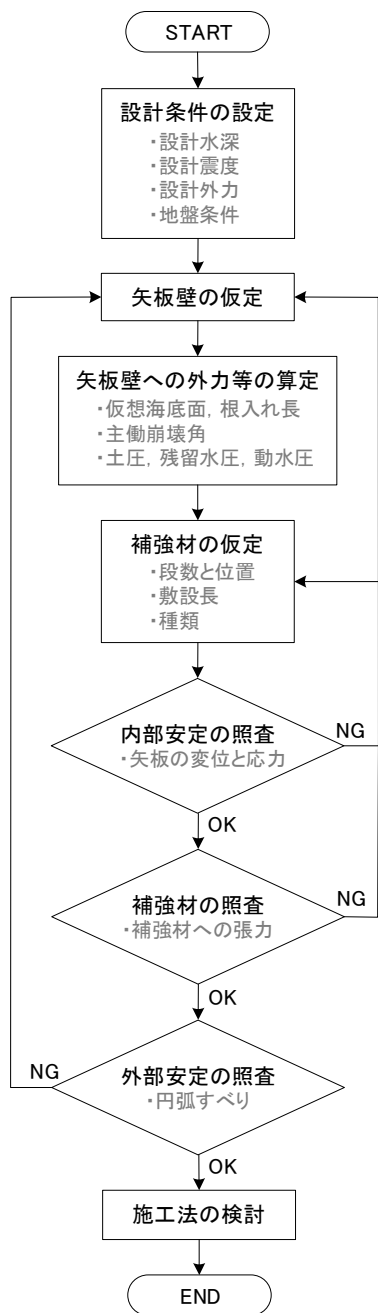 START
設計条件の設定
・設計水深
・設計震度
・設計外力
・地盤条件
矢板壁の仮定
矢板壁への外力等の算定
・仮想海底面, 根入れ長
・主働崩壊角
・土圧, 残留水圧, 動水圧
補強材の仮定
・段数と位置
・敷設長
・種類
内部安定の照査
・矢板の変位と応力
NG
OK
補強材の照査
・補強材への張力
NG
OK
外部安定の照査
・円弧すべり
NG
OK
施工法の検討
END